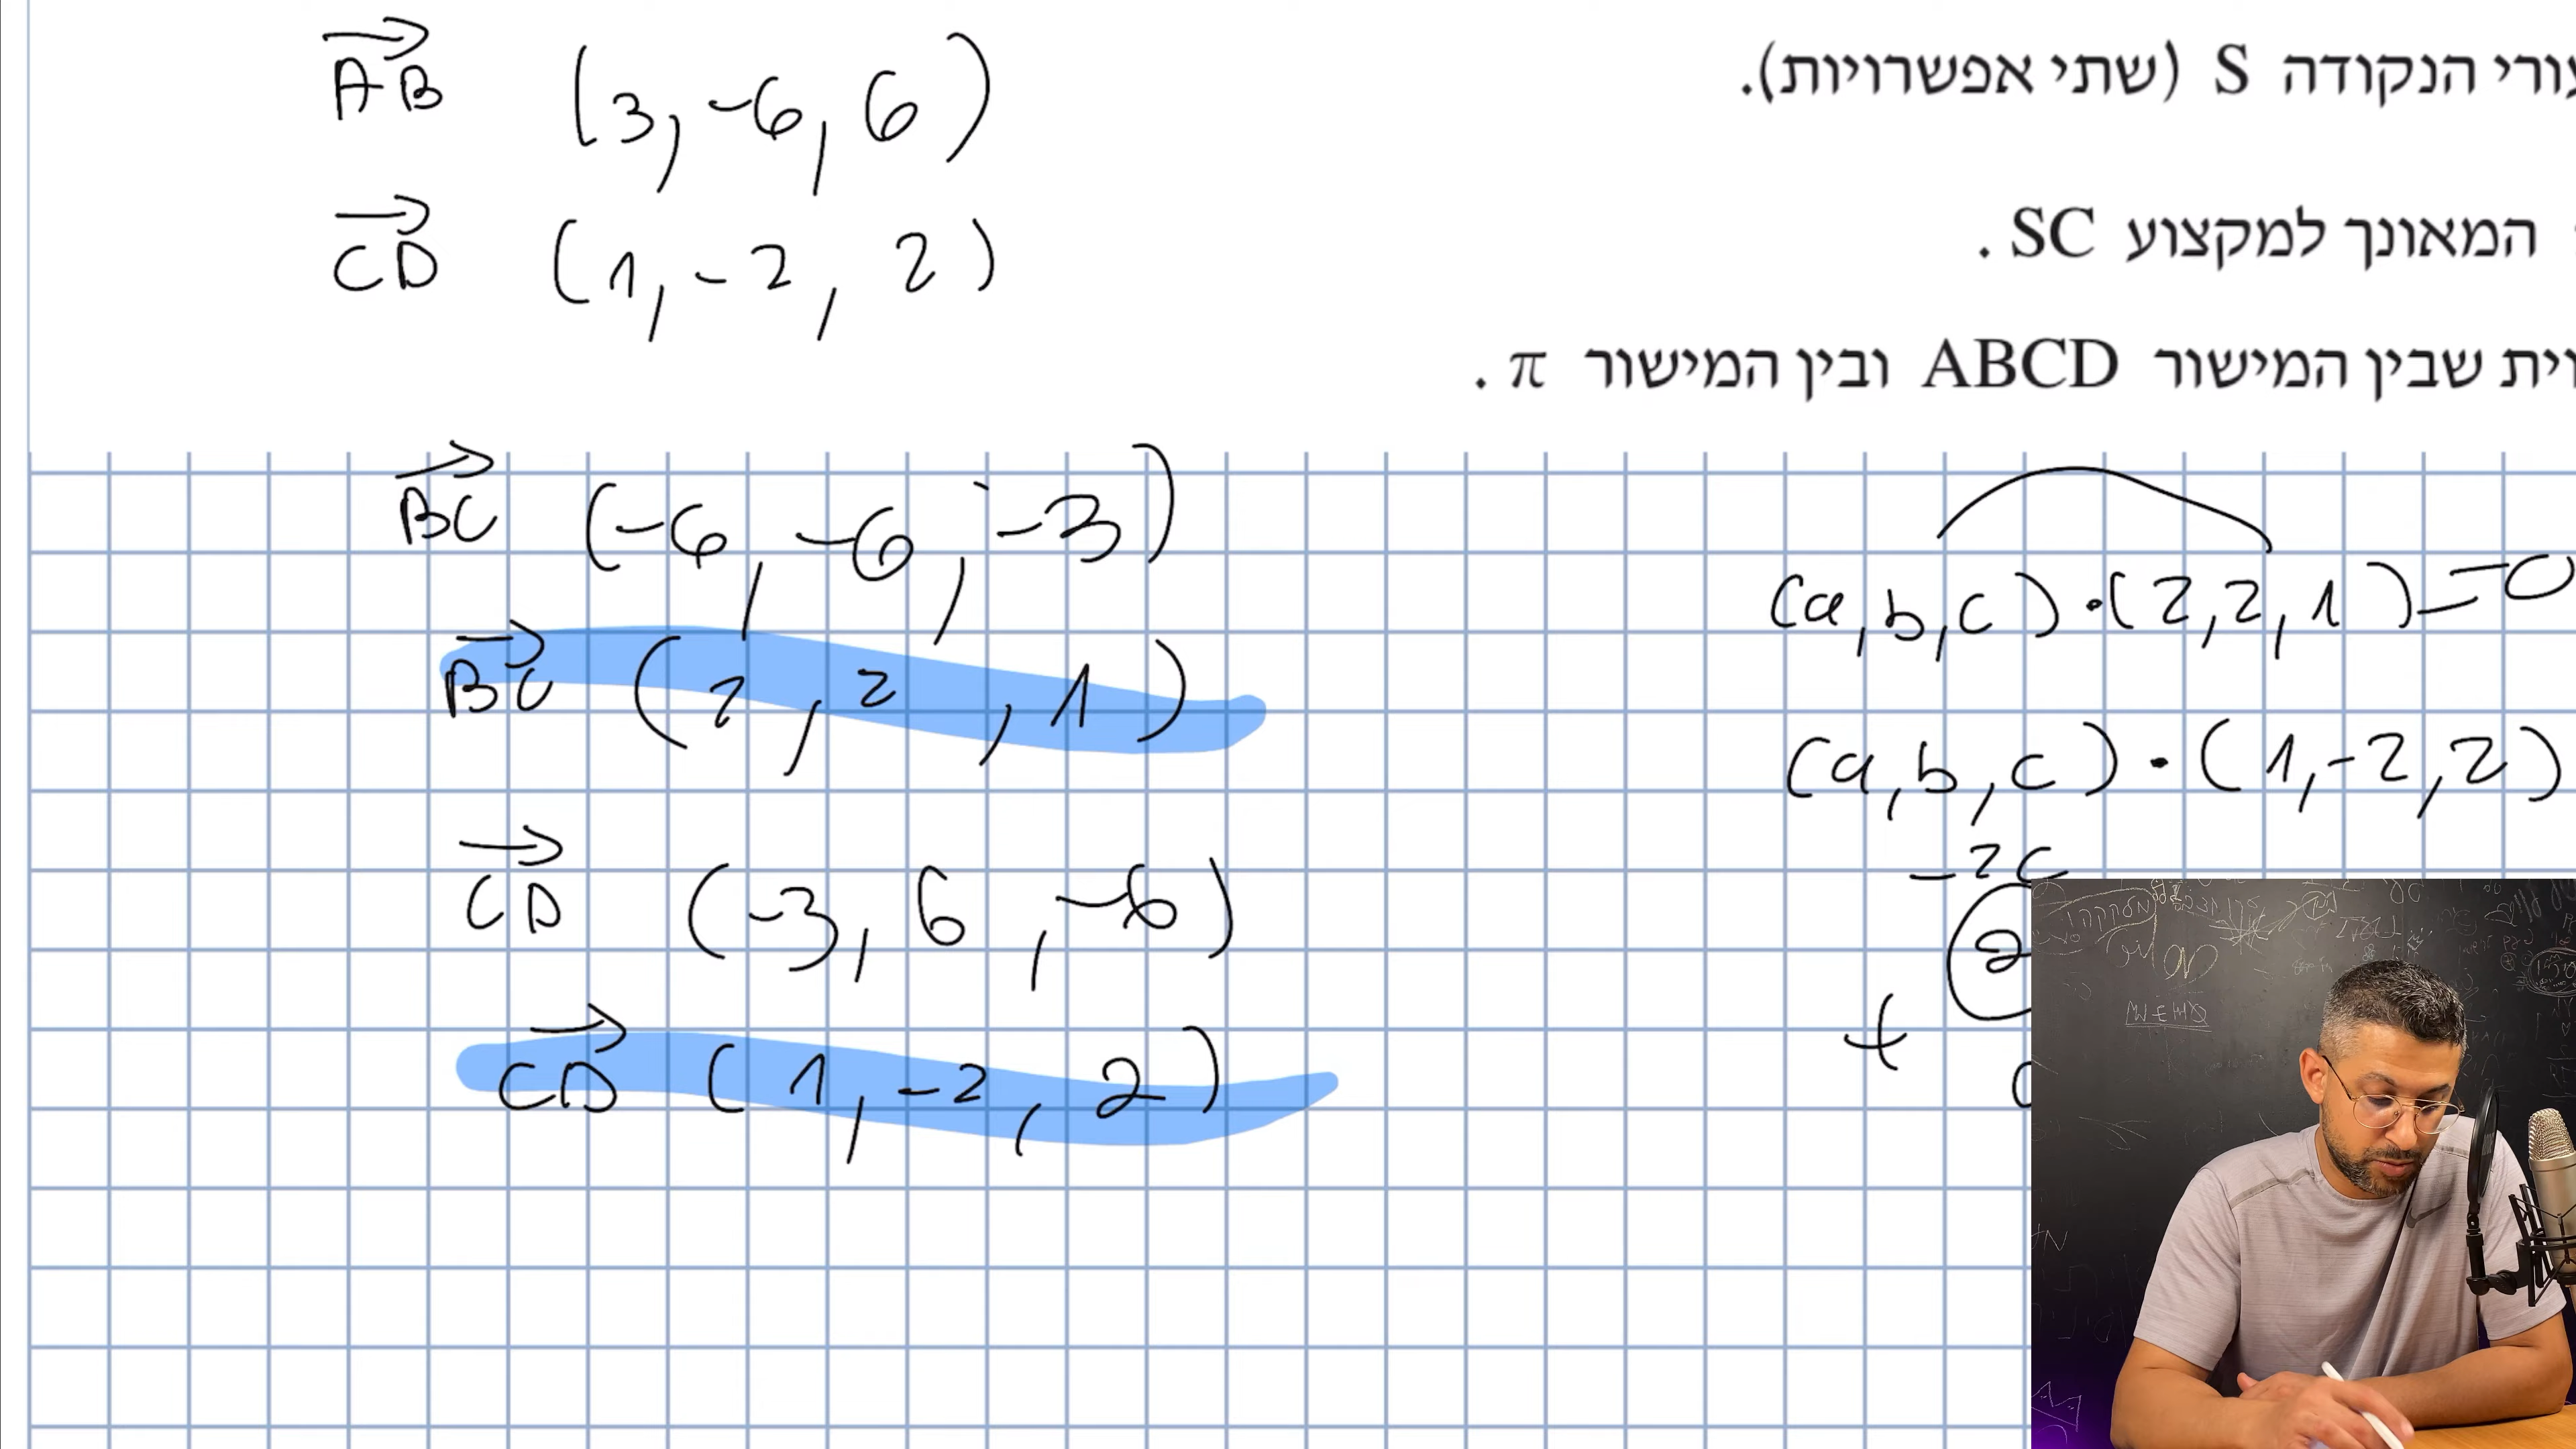 AB (3, -6, 6)
CD (1, -2, 2)
הנקודה S (שתי אפשרויות).
המאונך למקצוע SC .
שבין המישור ABCD ובין המישור π .
BC (-6, -6, -3)
BC (2, 2, 1)
CD (-3, 6, -6)
CD (1, -2, 2)
(a,b,c)·(2,2,1)=0
(a,b,c)·(1,-2,2)
-2c
+